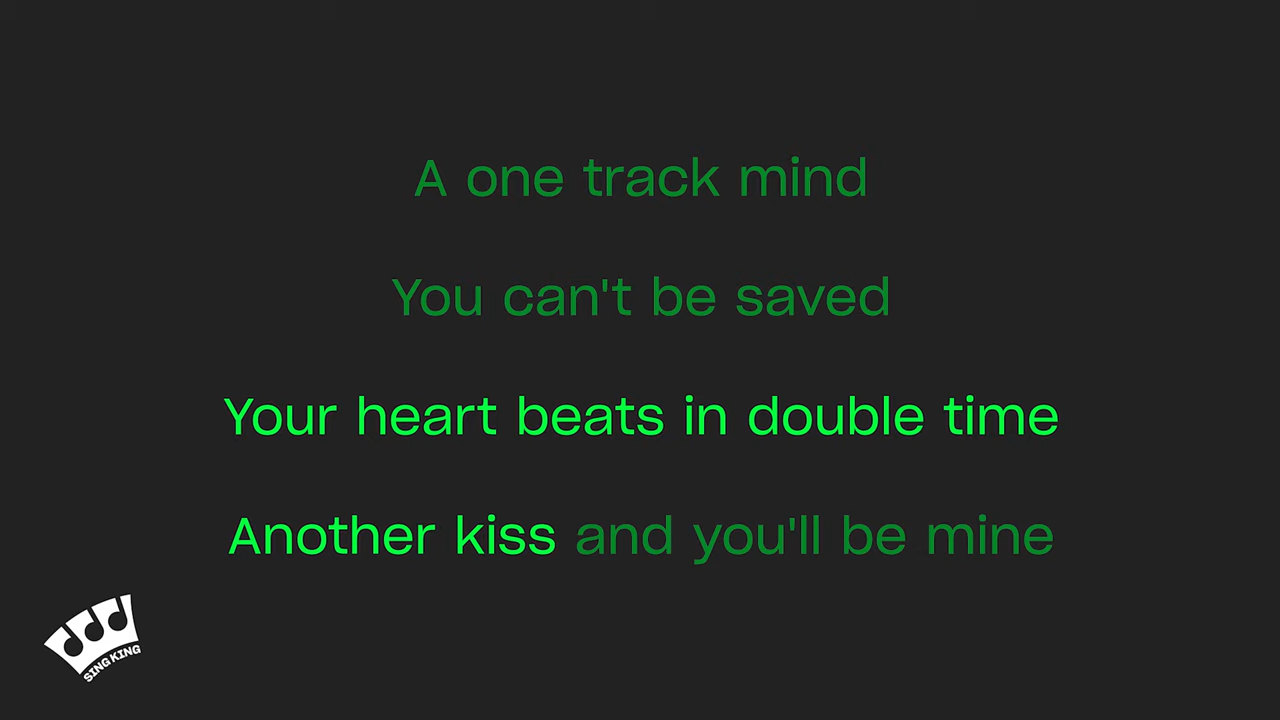 A one track mind
You can't be saved
Your heart beats in double time
Another kiss and you'll be mine
SING KING